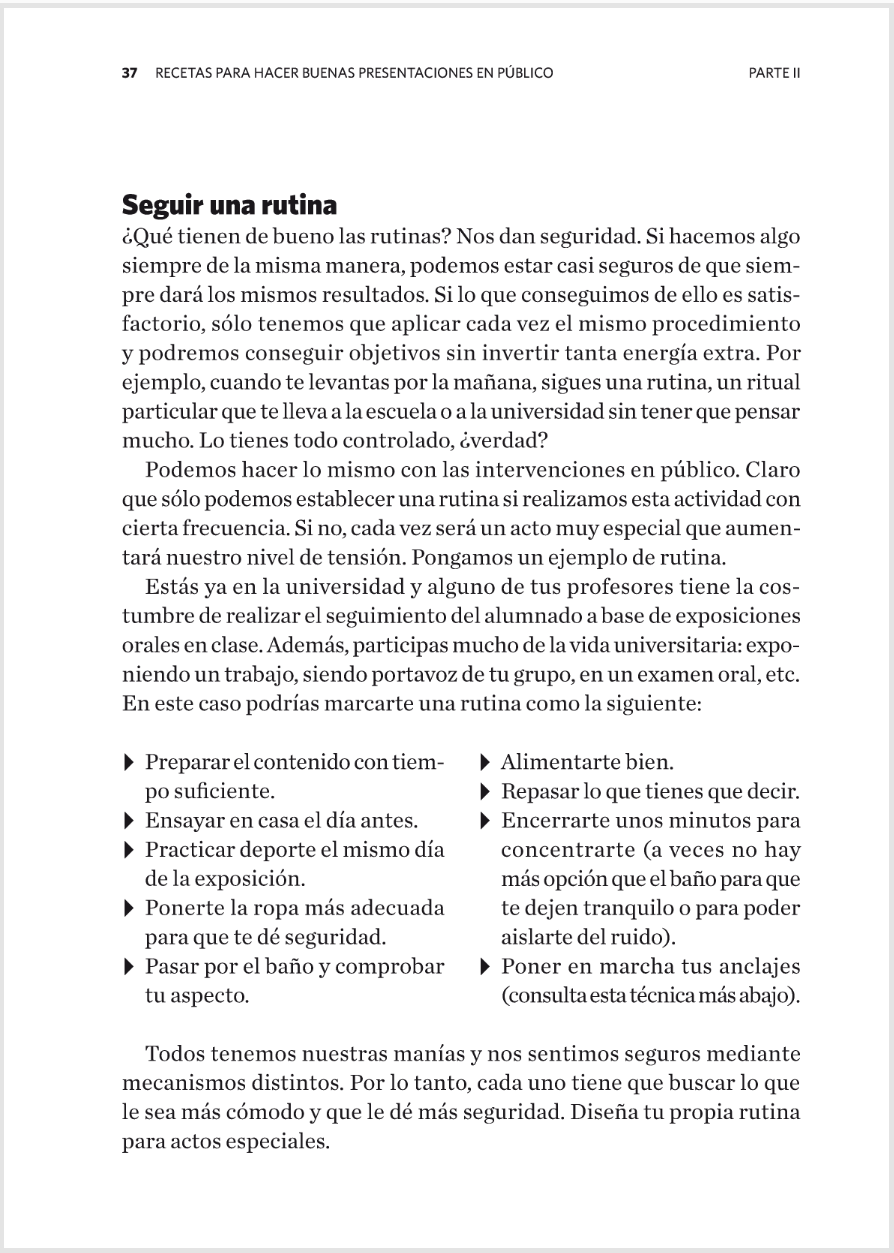 37 RECETAS PARA HACER BUENAS PRESENTACIONES EN PÚBLICO PARTE II
Seguir una rutina
¿Qué tienen de bueno las rutinas? Nos dan seguridad. Si hacemos algo
siempre de la misma manera, podemos estar casi seguros de que siem-
pre dará los mismos resultados. Si lo que conseguimos de ello es satis-
factorio, sólo tenemos que aplicar cada vez el mismo procedimiento
y podremos conseguir objetivos sin invertir tanta energía extra. Por
ejemplo, cuando te levantas por la mañana, sigues una rutina, un ritual
particular que te lleva a la escuela o a la universidad sin tener que pensar
mucho. Lo tienes todo controlado, ¿verdad?
Podemos hacer lo mismo con las intervenciones en público. Claro
que sólo podemos establecer una rutina si realizamos esta actividad con
cierta frecuencia. Si no, cada vez será un acto muy especial que aumen-
tará nuestro nivel de tensión. Pongamos un ejemplo de rutina.
Estás ya en la universidad y alguno de tus profesores tiene la cos-
tumbre de realizar el seguimiento del alumnado a base de exposiciones
orales en clase. Además, participas mucho de la vida universitaria: expo-
niendo un trabajo, siendo portavoz de tu grupo, en un examen oral, etc.
En este caso podrías marcarte una rutina como la siguiente:
Preparar el contenido con tiem-
po suficiente.
Ensayar en casa el día antes.
Practicar deporte el mismo día
de la exposición.
Ponerte la ropa más adecuada
para que te dé seguridad.
Pasar por el baño y comprobar
tu aspecto.
Alimentarte bien.
Repasar lo que tienes que decir.
Encerrarte unos minutos para
concentrarte (a veces no hay
más opción que el baño para que
te dejen tranquilo o para poder
aislarte del ruido).
Poner en marcha tus anclajes
(consulta esta técnica más abajo).
Todos tenemos nuestras manías y nos sentimos seguros mediante
mecanismos distintos. Por lo tanto, cada uno tiene que buscar lo que
le sea más cómodo y que le dé más seguridad. Diseña tu propia rutina
para actos especiales.